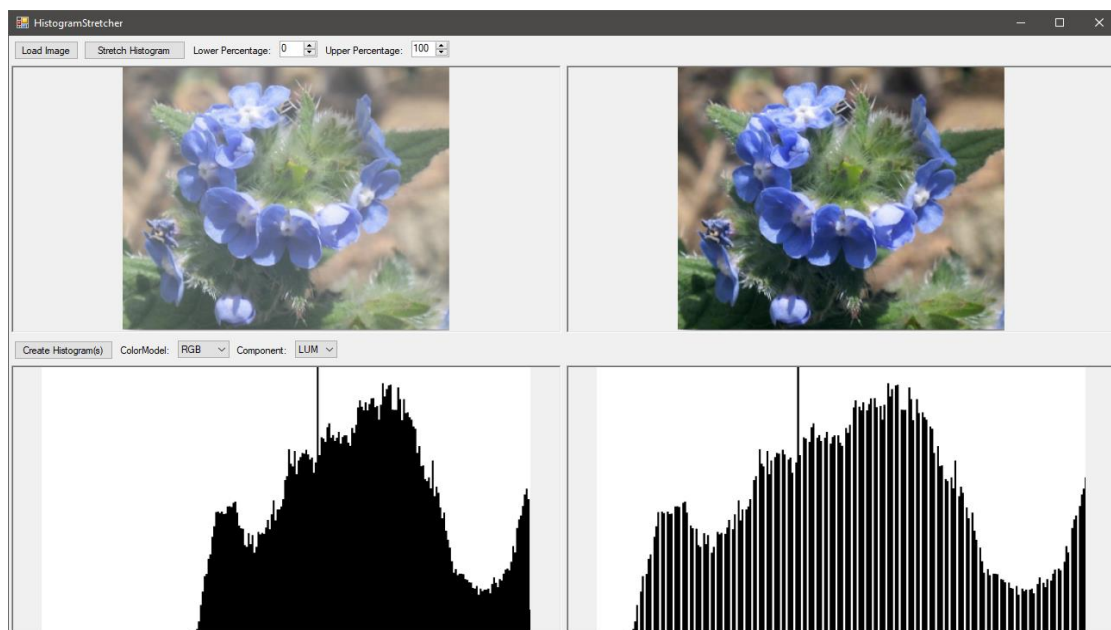 HistogramStretcher
Load Image Stretch Histogram Lower Percentage: 0 Upper Percentage: 100
Create Histogram(s) ColorModel: RGB Component: LUM